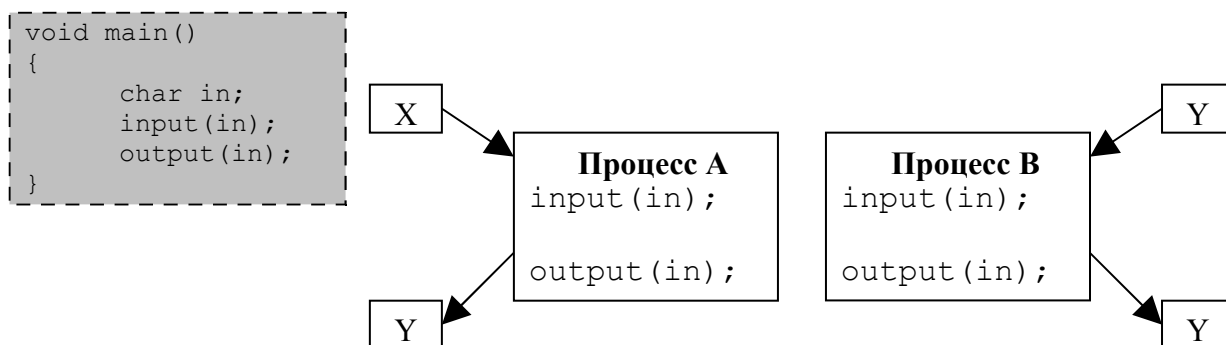 void main()
{
char in;
input(in);
output(in);
}
X
Процесс A
input(in);
output(in);
Y
Y
Процесс B
input(in);
output(in);
Y